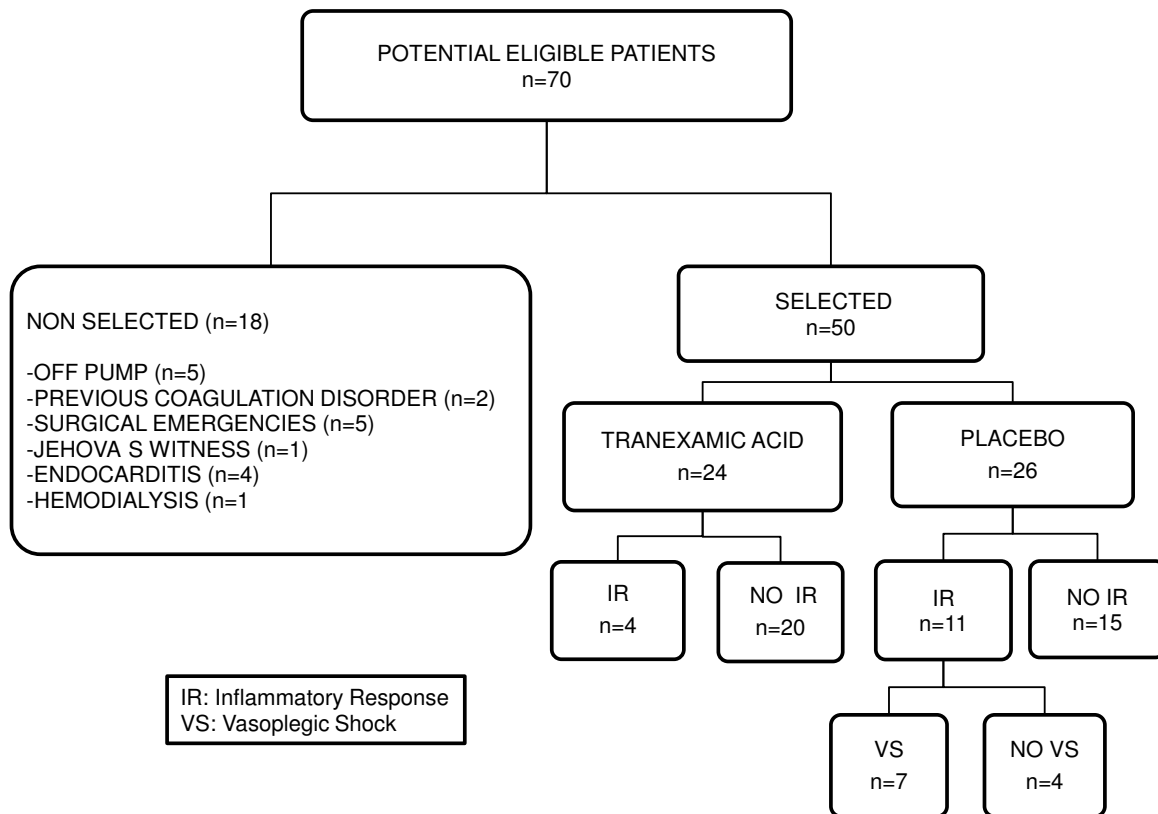 POTENTIAL ELIGIBLE PATIENTS
n=70
NON SELECTED (n=18)
-OFF PUMP (n=5)
-PREVIOUS COAGULATION DISORDER (n=2)
-SURGICAL EMERGENCIES (n=5)
-JEHOVA S WITNESS (n=1)
-ENDOCARDITIS (n=4)
-HEMODIALYSIS (n=1
SELECTED
n=50
TRANEXAMIC ACID
n=24
PLACEBO
n=26
IR
n=4
NO IR
n=20
IR
n=11
NO IR
n=15
VS
n=7
NO VS
n=4
IR: Inflammatory Response
VS: Vasoplegic Shock